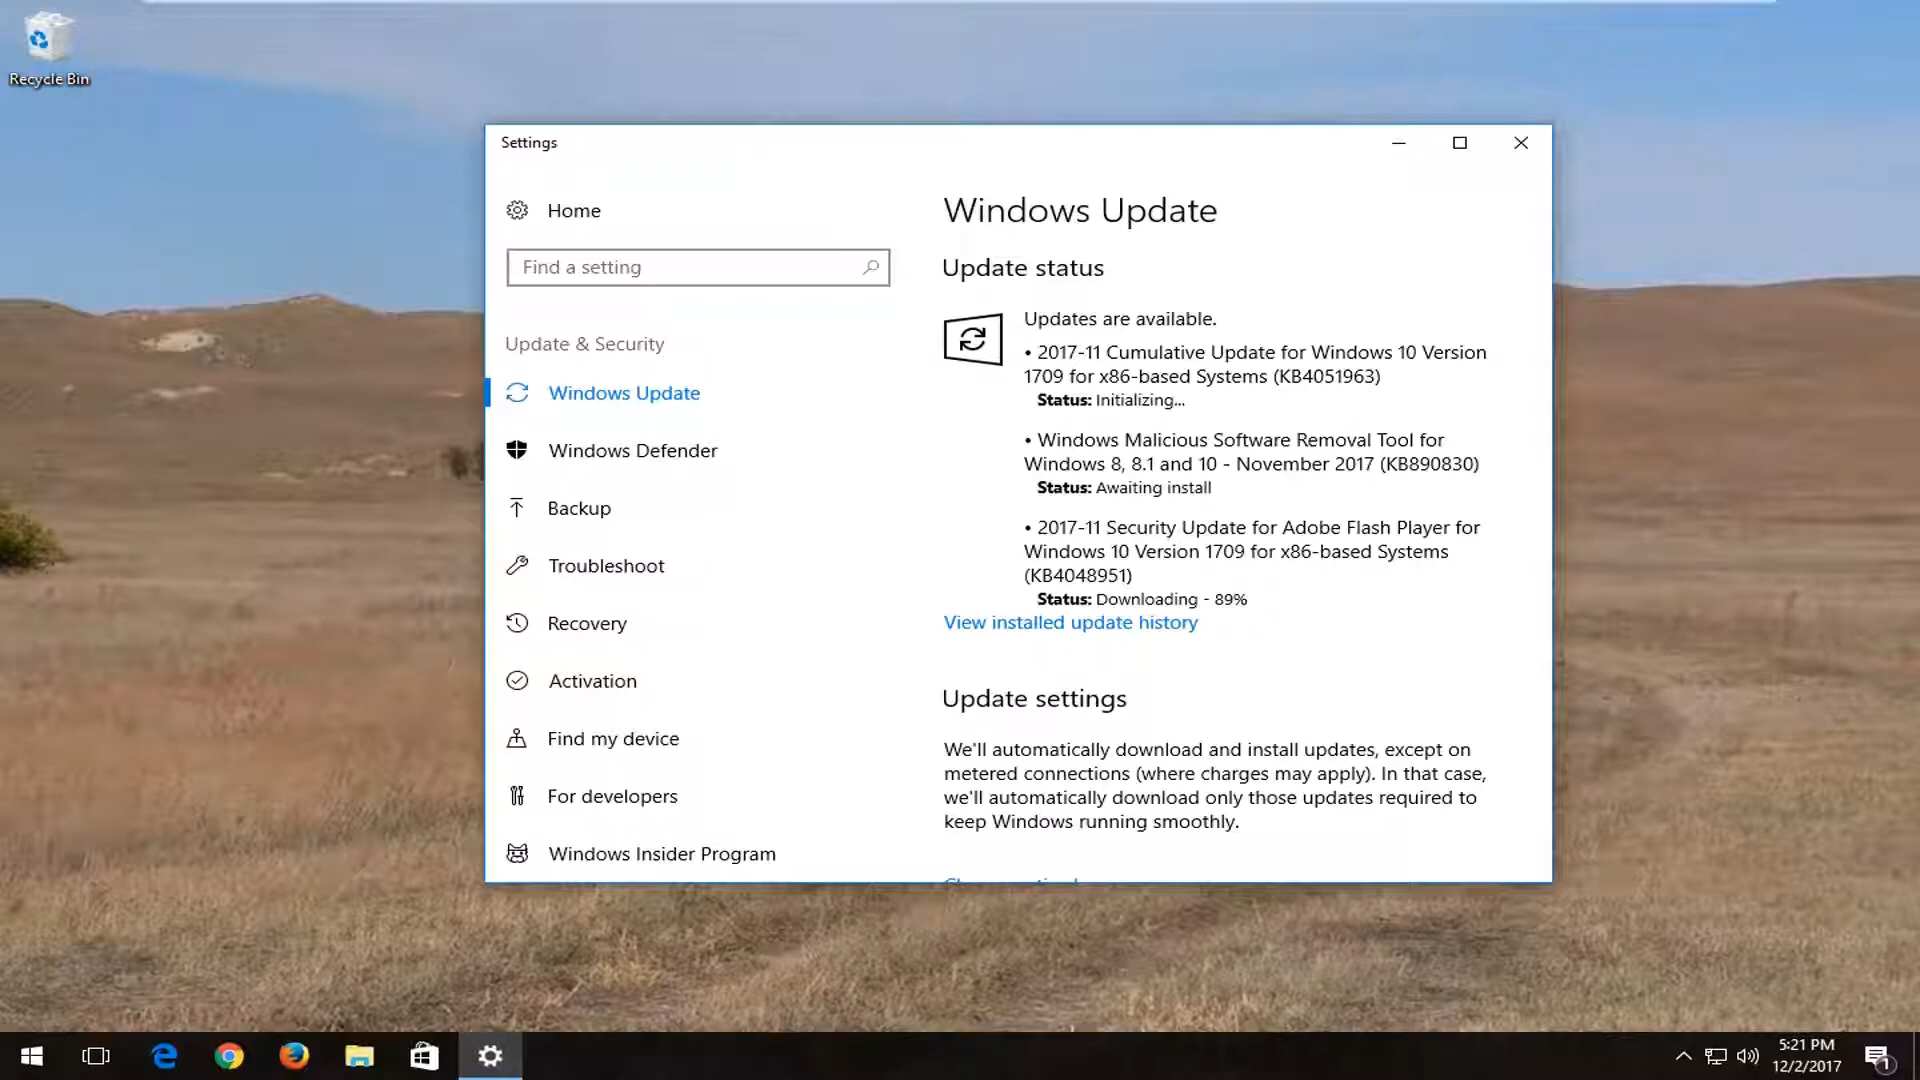 Recycle Bin
Settings
Home
Find a setting
Update & Security
Windows Update
Windows Defender
Backup
Troubleshoot
Recovery
Activation
Find my device
For developers
Windows Insider Program
Windows Update
Update status
Updates are available.
• 2017-11 Cumulative Update for Windows 10 Version
1709 for x86-based Systems (KB4051963)
Status: Initializing...
• Windows Malicious Software Removal Tool for
Windows 8, 8.1 and 10 - November 2017 (KB890830)
Status: Awaiting install
• 2017-11 Security Update for Adobe Flash Player for
Windows 10 Version 1709 for x86-based Systems
(KB4048951)
Status: Downloading - 89%
View installed update history
Update settings
We'll automatically download and install updates, except on
metered connections (where charges may apply). In that case,
we'll automatically download only those updates required to
keep Windows running smoothly.
5:21 PM
12/2/2017
1